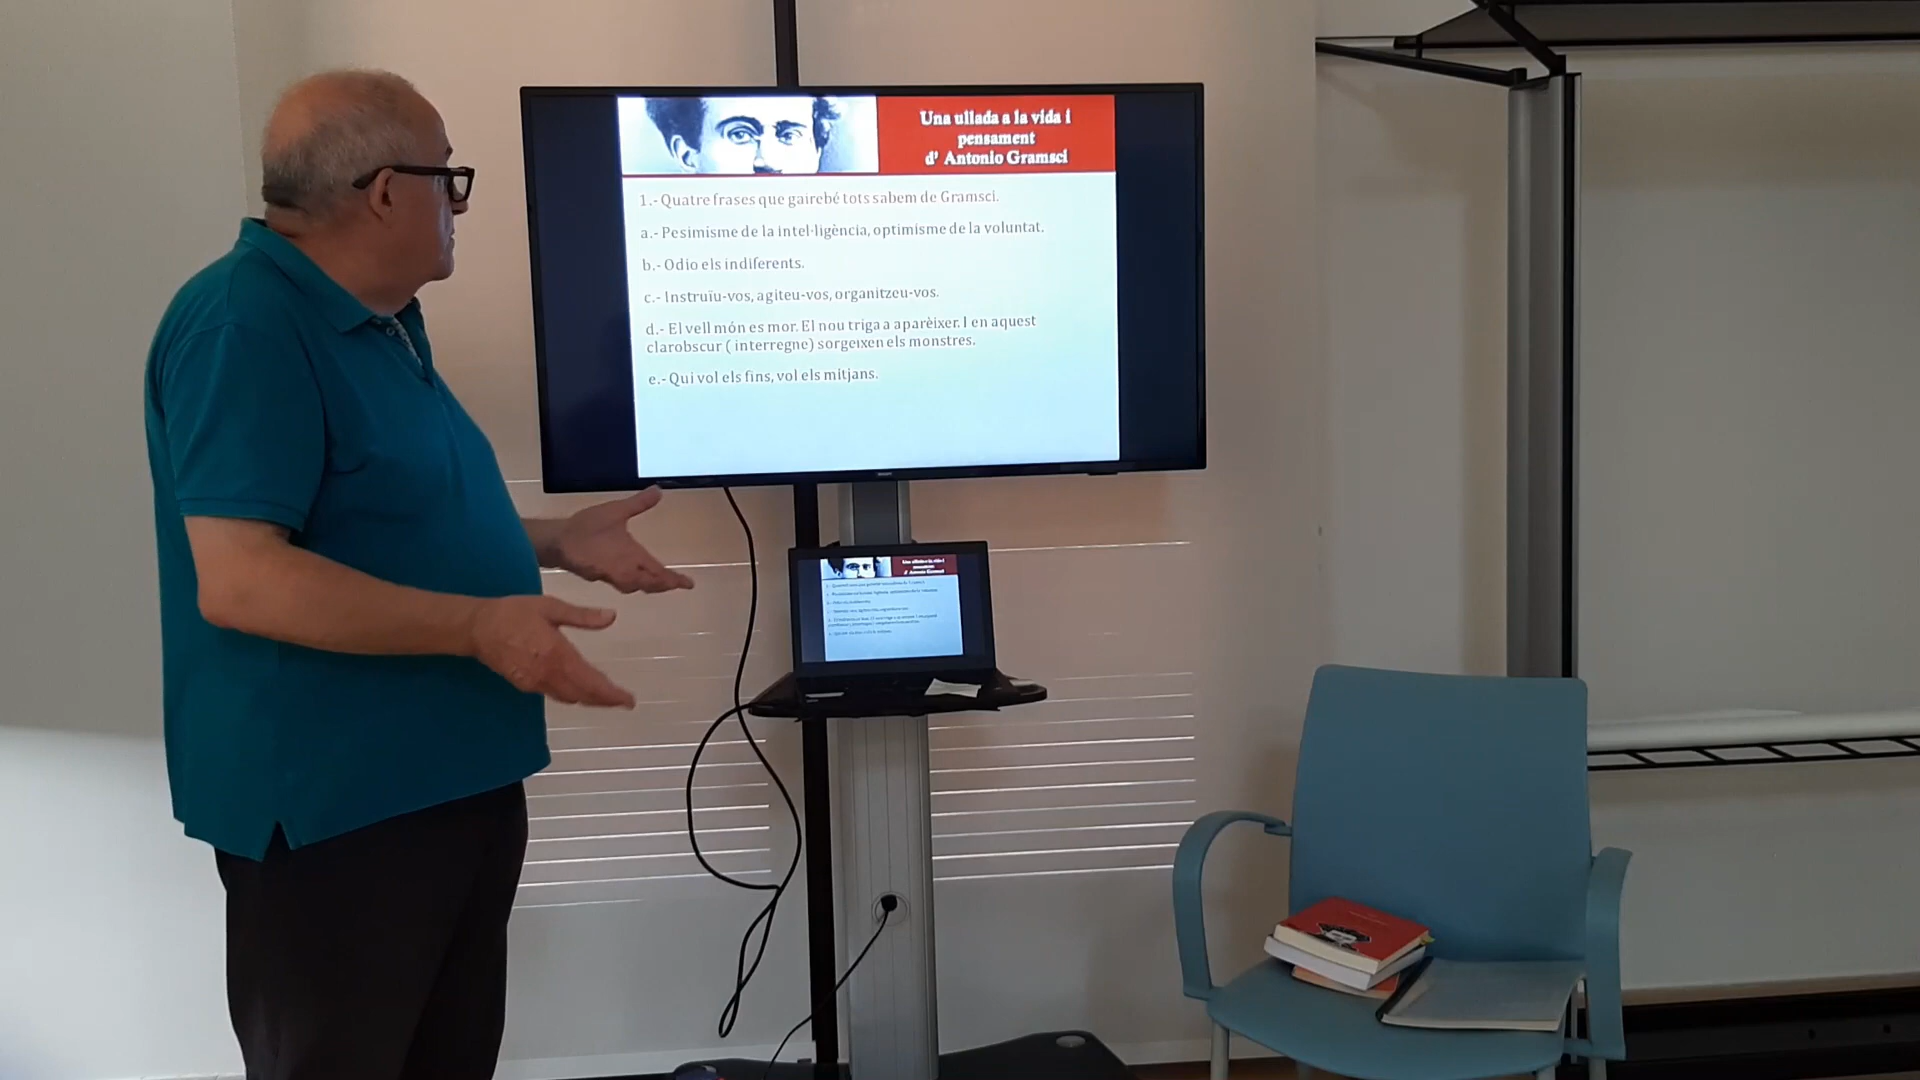 Una ullada a la vida i
pensament
d' Antonio Gramsci
1.- Quatre frases que gairebé tots sabem de Gramsci.
a.- Pesimisme de la intel·ligència, optimisme de la voluntat.
b.- Odio els indiferents.
c.- Instruïu-vos, agiteu-vos, organitzeu-vos.
d.- El vell món es mor. El nou triga a aparèixer. I en aquest
clarobscur ( interregne) sorgeixen els monstres.
e.- Qui vol els fins, vol els mitjans.